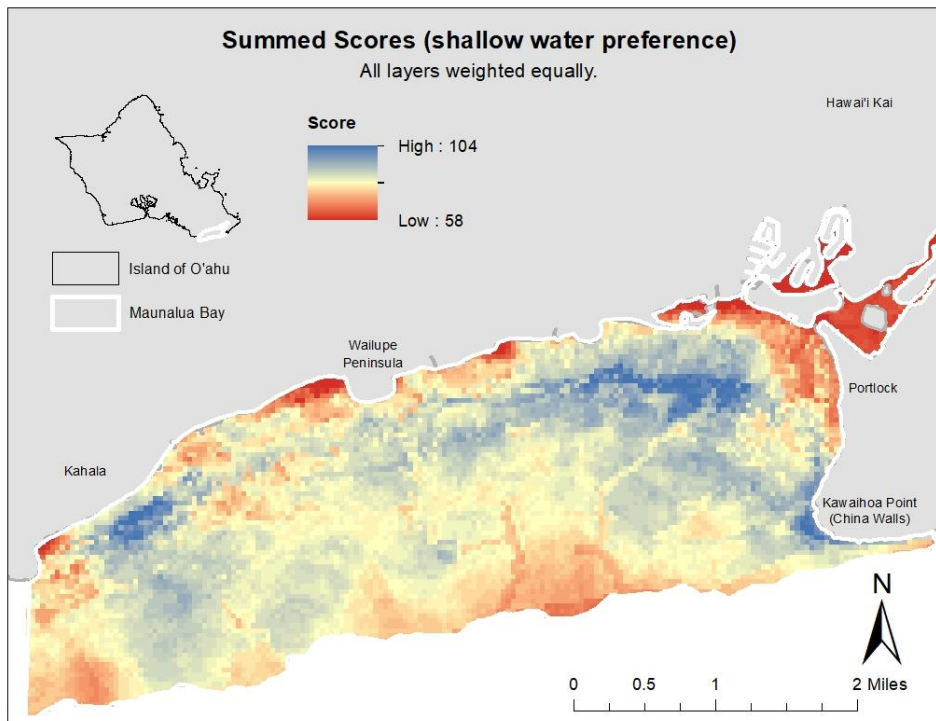 Summed Scores (shallow water preference)
All layers weighted equally.
Hawai'i Kai
Score
High : 104
Low : 58
Island of O'ahu
Maunalua Bay
Wailupe
Peninsula
Portlock
Kahala
Kawaihoa Point
(China Walls)
N
0 0.5 1 2 Miles